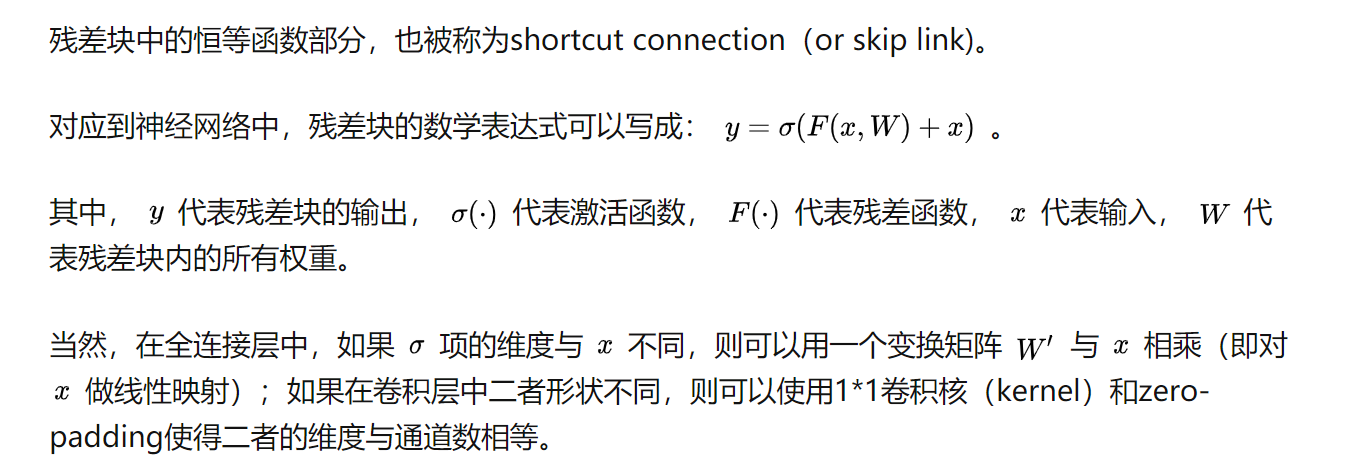 残差块中的恒等函数部分，也被称为shortcut connection（or skip link)。
对应到神经网络中，残差块的数学表达式可以写成： y = σ(F(x, W) + x) 。
其中， y 代表残差块的输出， σ(·) 代表激活函数， F(·) 代表残差函数， x 代表输入， W 代
表残差块内的所有权重。
当然，在全连接层中，如果 σ 项的维度与 x 不同，则可以用一个变换矩阵 W′ 与 x 相乘（即对
x 做线性映射）；如果在卷积层中二者形状不同，则可以使用1*1卷积核（kernel）和zero-
padding使得二者的维度与通道数相等。